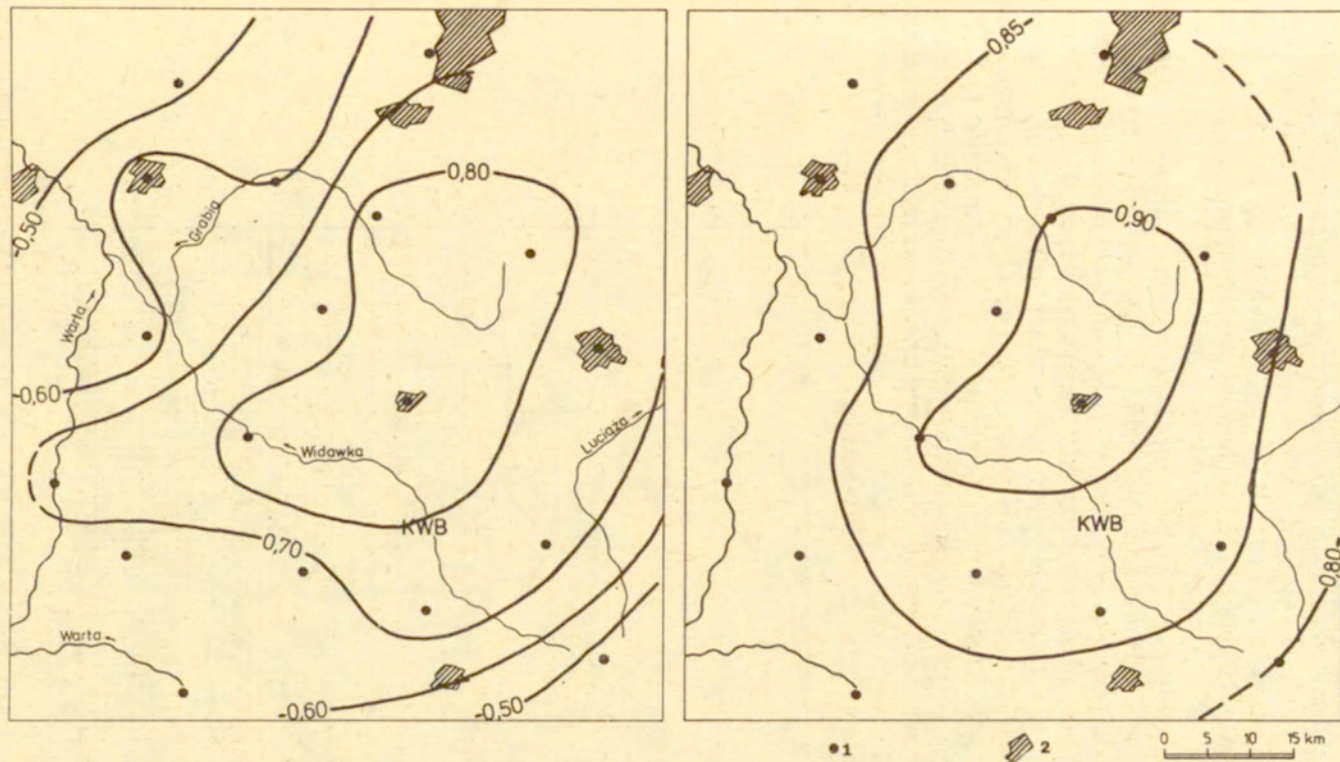 0,80
-0,50
Grabia
Warta
-0,60
Widawka
Luciąża
KWB
0,70
Warta
-0,60
-0,50
0,85-
0,90
KWB
0,80-
1
2
0 5 10 15 km